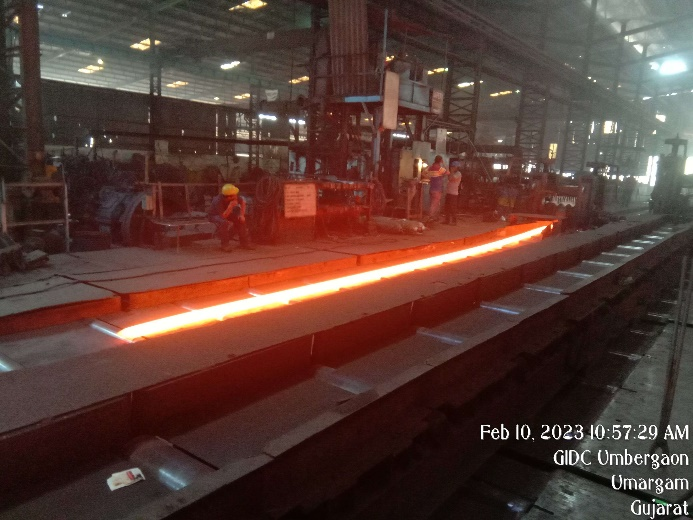 Feb 10, 2023 10:57:29 AM
GIDC Umbergaon
Umargam
Gujarat